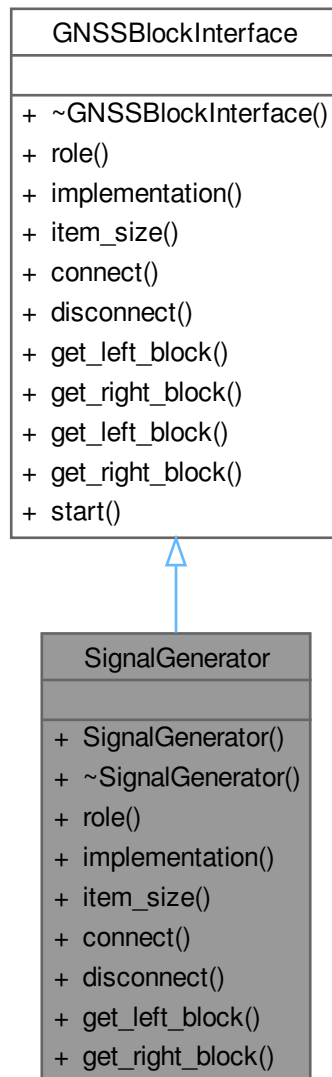 GNSSBlockInterface
+ ~GNSSBlockInterface()
+ role()
+ implementation()
+ item_size()
+ connect()
+ disconnect()
+ get_left_block()
+ get_right_block()
+ get_left_block()
+ get_right_block()
+ start()
SignalGenerator
+ SignalGenerator()
+ ~SignalGenerator()
+ role()
+ implementation()
+ item_size()
+ connect()
+ disconnect()
+ get_left_block()
+ get_right_block()